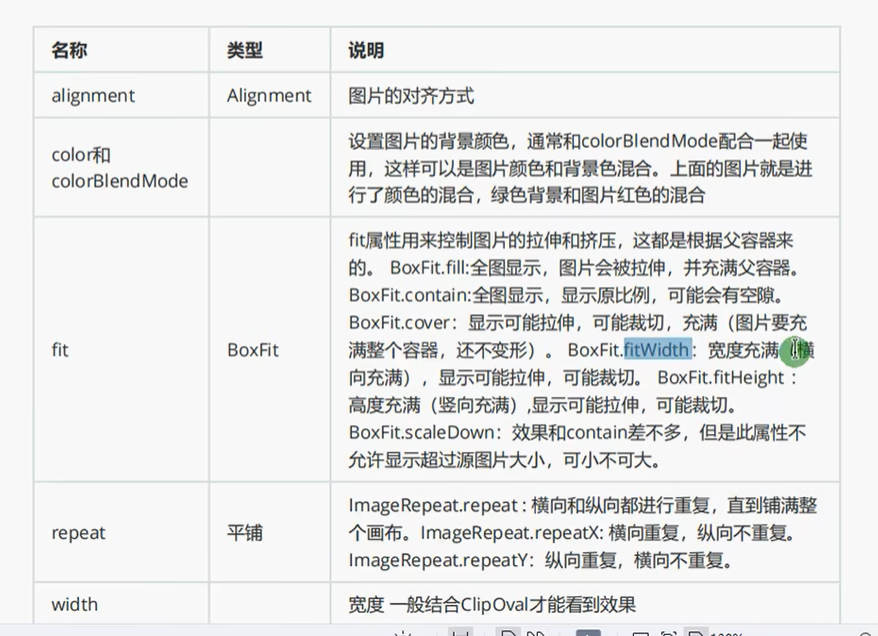 名称 类型 说明
alignment Alignment 图片的对齐方式
color和
colorBlendMode
设置图片的背景颜色，通常和colorBlendMode配合一起使
用，这样可以是图片颜色和背景色混合。上面的图片就是进
行了颜色的混合，绿色背景和图片红色的混合
fit BoxFit
fit属性用来控制图片的拉伸和挤压，这都是根据父容器来
的。 BoxFit.fill:全图显示，图片会被拉伸，并充满父容器。
BoxFit.contain:全图显示，显示原比例，可能会有空隙。
BoxFit.cover：显示可能拉伸，可能裁切，充满（图片要充
满整个容器，还不变形）。 BoxFit.fitWidth：宽度充满（横
向充满），显示可能拉伸，可能裁切。 BoxFit.fitHeight：
高度充满（竖向充满）,显示可能拉伸，可能裁切。
BoxFit.scaleDown：效果和contain差不多，但是此属性不
允许显示超过源图片大小，可小不可大。
repeat 平铺
ImageRepeat.repeat : 横向和纵向都进行重复，直到铺满整
个画布。ImageRepeat.repeatX: 横向重复，纵向不重复。
ImageRepeat.repeatY：纵向重复，横向不重复。
width 宽度 一般结合ClipOval才能看到效果